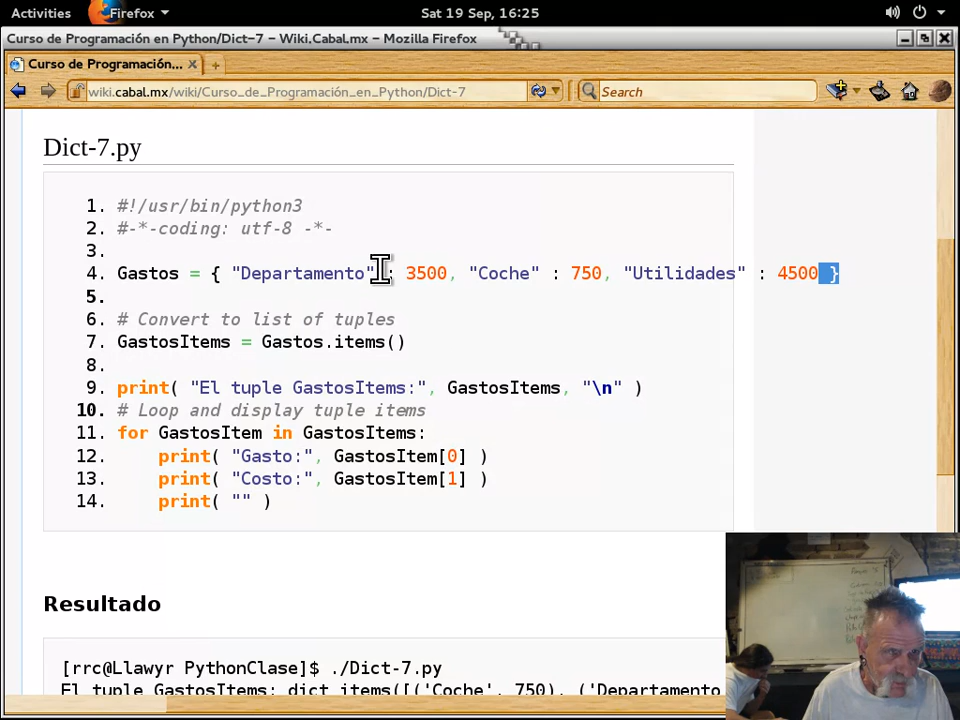 Activities Firefox Sat 19 Sep, 16:25
Curso de Programación en Python/Dict-7 – Wiki,Cabal,mx – Mozilla Firefox
Curso de Programación...
wiki.cabal.mx/wiki/Curso_de_Programación_en_Python/Dict-7 Search
Dict-7.py
1. #!/usr/bin/python3
2. #-*-coding: utf-8 -*-
3.
4. Gastos = { "Departamento" : 3500, "Coche" : 750, "Utilidades" : 4500 }
5.
6. # Convert to list of tuples
7. GastosItems = Gastos.items()
8.
9. print( "El tuple GastosItems:", GastosItems, "\n" )
10. # Loop and display tuple items
11. for GastosItem in GastosItems:
12. print( "Gasto:", GastosItem[0] )
13. print( "Costo:", GastosItem[1] )
14. print( "" )
Resultado
[rrc@Llawyr PythonClase]$ ./Dict-7.py
El tuple GastosItems: dict_items([('Coche', 750), ('Departamento